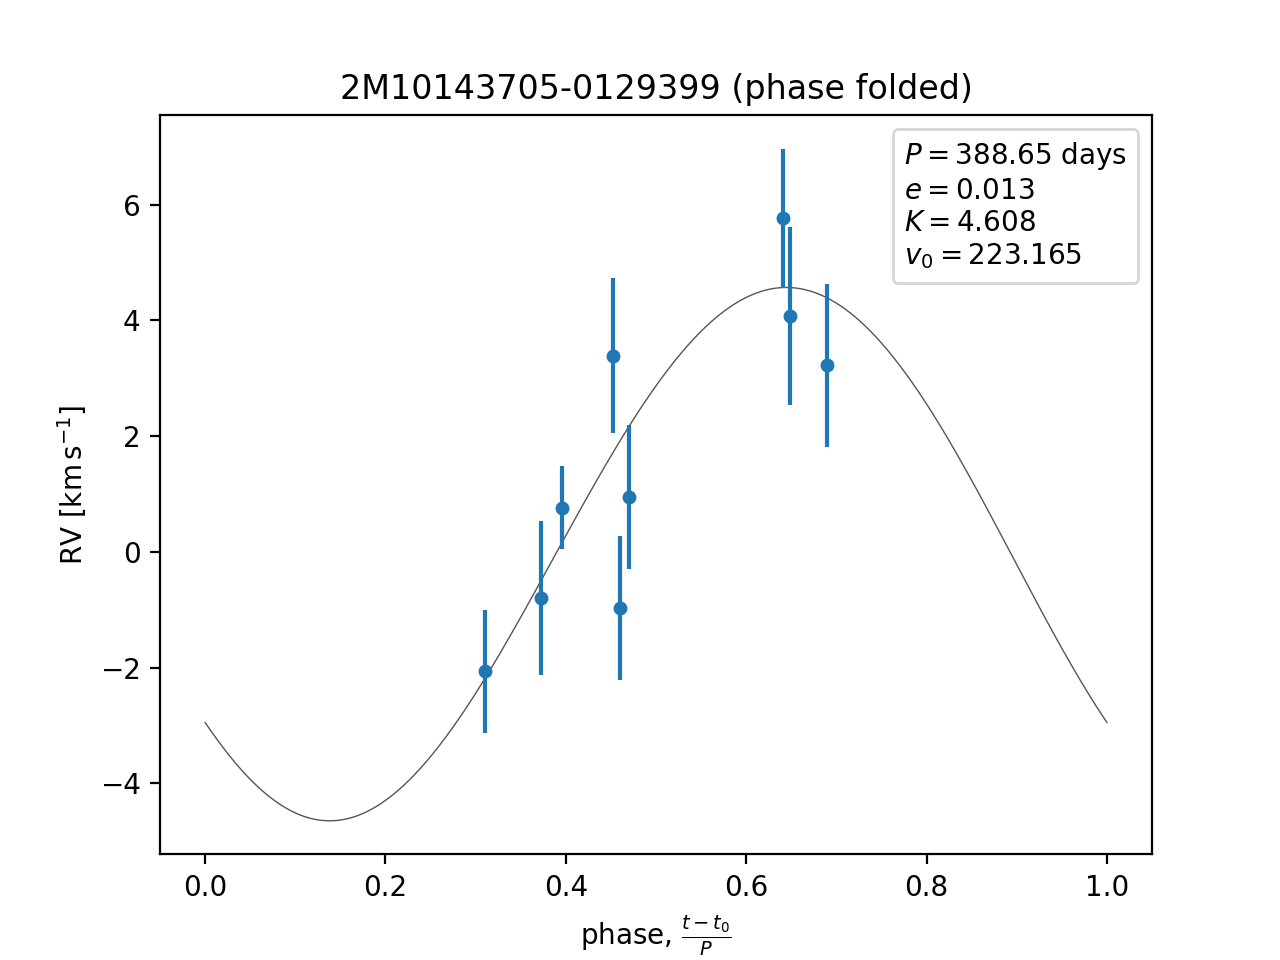 2M10143705-0129399 (phase folded)
P = 388.65 days
e = 0.013
K = 4.608
v₀ = 223.165
RV [km s⁻¹]
6
4
2
0
−2
−4
0.0 0.2 0.4 0.6 0.8 1.0
phase, (t − t₀)/P